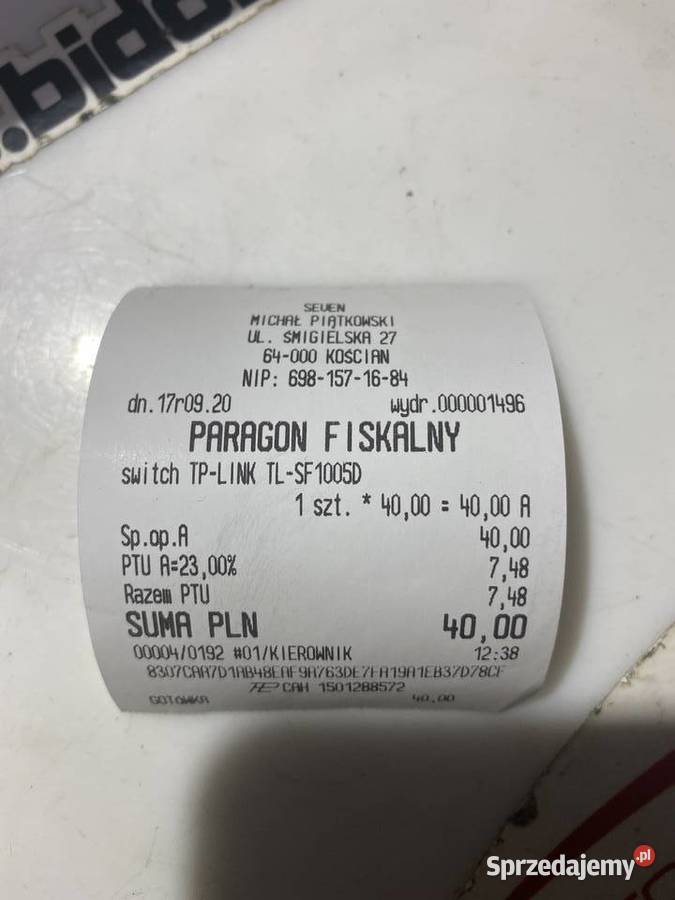 .bido
SEVEN
MICHAŁ PIĄTKOWSKI
UL. ŚMIGIELSKA 27
64-000 KOŚCIAN
NIP: 698-157-16-84
dn.17r09.20 wydr.000001496
PARAGON FISKALNY
switch TP-LINK TL-SF1005D
1 szt. * 40,00 = 40,00 A
Sp.op.A 40,00
PTU A=23,00% 7,48
Razem PTU 7,48
SUMA PLN 40,00
00004/0192 #01/KIEROWNIK 12:38
8307CAA7D1AB48EAF9A763DE7FA19A1EB37D78CF
CAH 1501288572
GOTÓWKA 40,00
Sprzedajemy.pl